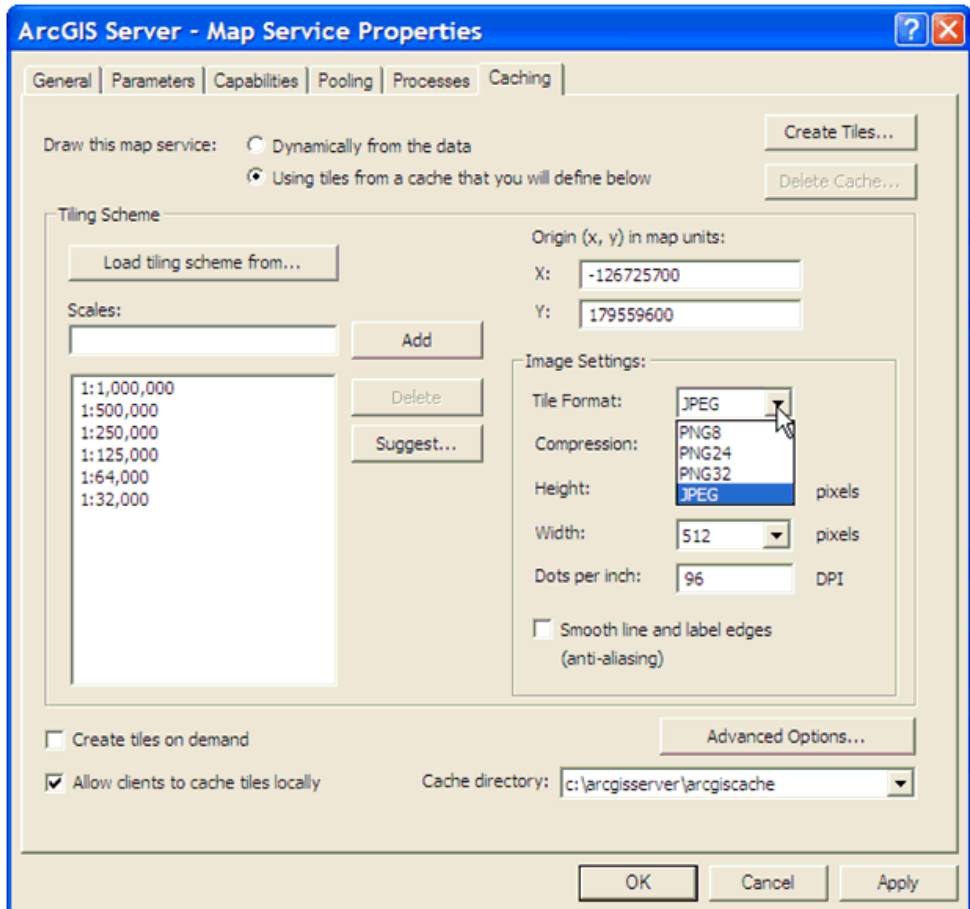 ArcGIS Server - Map Service Properties
General Parameters Capabilities Pooling Processes Caching
Draw this map service: Dynamically from the data
Create Tiles...
Using tiles from a cache that you will define below
Delete Cache...
Tiling Scheme
Load tiling scheme from...
Origin (x, y) in map units:
X: -126725700
Y: 179559600
Scales:
Add
1:1,000,000
1:500,000
1:250,000
1:125,000
1:64,000
1:32,000
Delete
Suggest...
Image Settings:
Tile Format: JPEG
PNG8
PNG24
PNG32
JPEG
Compression:
Height: pixels
Width: 512 pixels
Dots per inch: 96 DPI
Smooth line and label edges
(anti-aliasing)
Create tiles on demand
Advanced Options...
Allow clients to cache tiles locally
Cache directory: c:\arcgisserver\arcgiscache
OK Cancel Apply